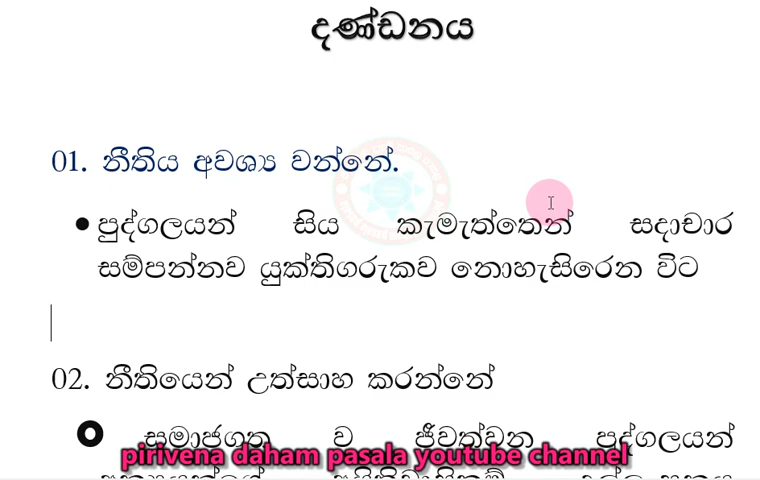 දණ්ඩනය
01. නීතිය අවශ්‍ය වන්නේ.
● පුද්ගලයන් සිය කැමැත්තෙන් සදාචාර
සම්පන්නව යුක්තිගරුකව නොහැසිරෙන විට
02. නීතියෙන් උත්සාහ කරන්නේ
සමාජගත ව ජීවත්වන පුද්ගලයන්
pirivena daham pasala youtube channel